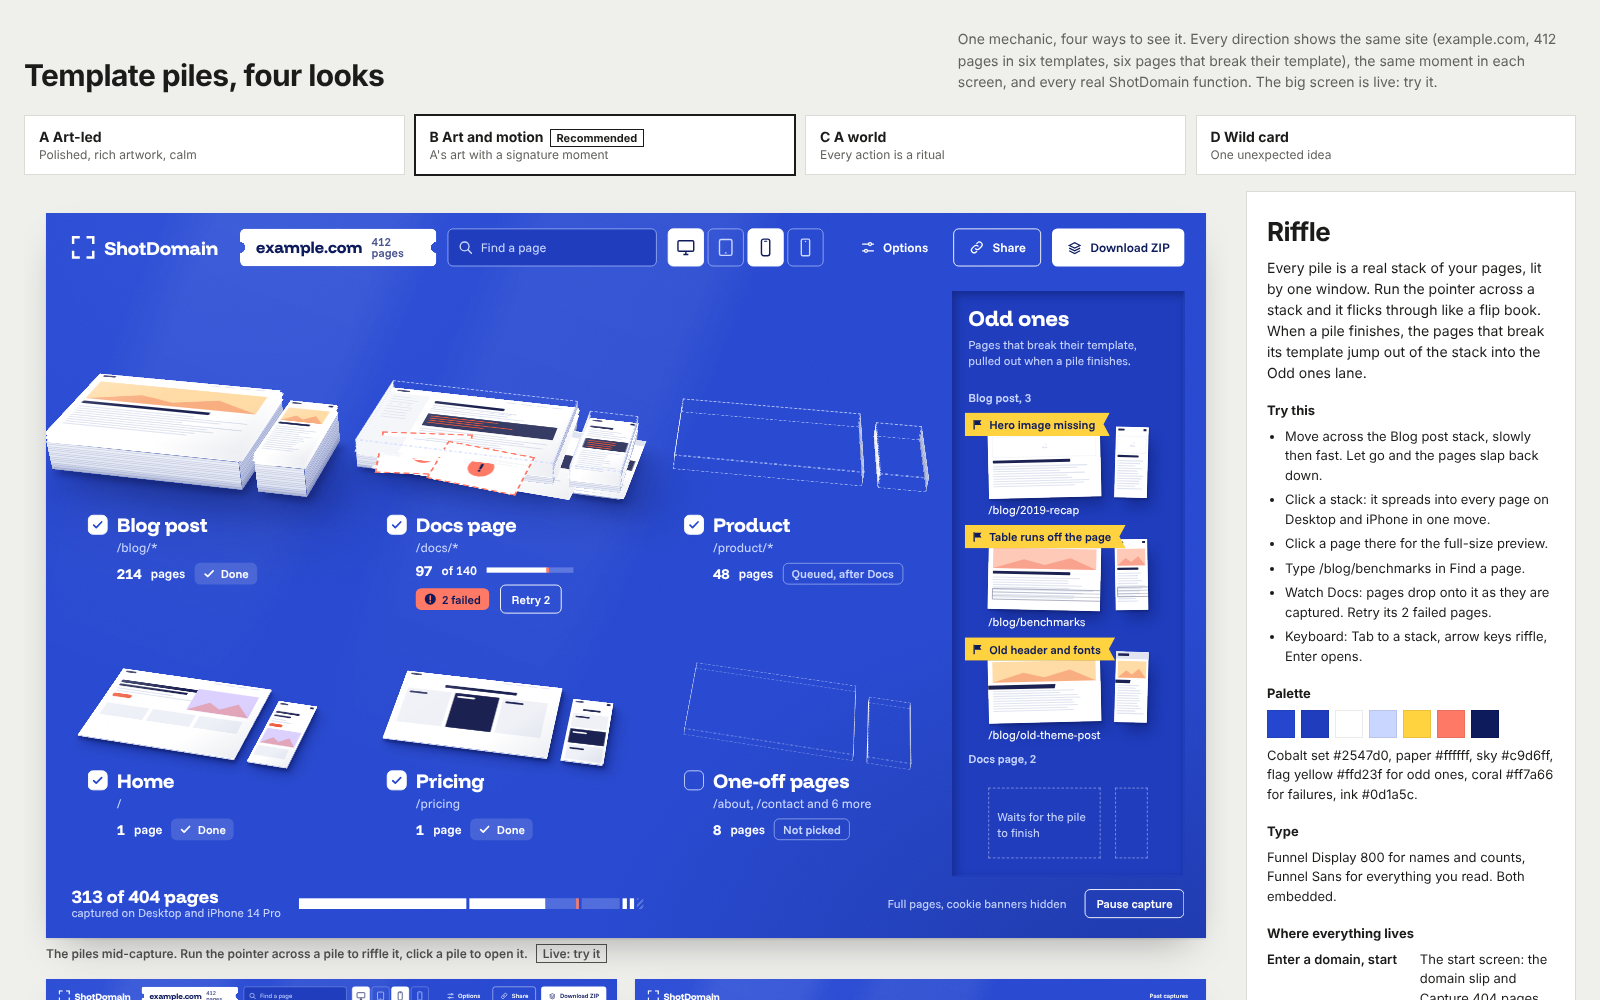 Template piles, four looks
One mechanic, four ways to see it. Every direction shows the same site (example.com, 412
pages in six templates, six pages that break their template), the same moment in each
screen, and every real ShotDomain function. The big screen is live: try it.
A Art-led
Polished, rich artwork, calm
B Art and motion Recommended
A's art with a signature moment
C A world
Every action is a ritual
D Wild card
One unexpected idea
ShotDomain
example.com
412
pages
Find a page
Options
Share
Download ZIP
Blog post
/blog/*
214 pages
Done
Docs page
/docs/*
97 of 140
2 failed
Retry 2
Product
/product/*
48 pages
Queued, after Docs
Home
/
1 page
Done
Pricing
/pricing
1 page
Done
One-off pages
/about, /contact and 6 more
8 pages
Not picked
Odd ones
Pages that break their template,
pulled out when a pile finishes.
Blog post, 3
Hero image missing
/blog/2019-recap
Table runs off the page
/blog/benchmarks
Old header and fonts
/blog/old-theme-post
Docs page, 2
Waits for the pile
to finish
313 of 404 pages
captured on Desktop and iPhone 14 Pro
Full pages, cookie banners hidden
Pause capture
The piles mid-capture. Run the pointer across a pile to riffle it, click a pile to open it. Live: try it
ShotDomain
example.com
412
pages
Find a page
Options
Share
Download ZIP
ShotDomain
Past captures
Riffle
Every pile is a real stack of your pages, lit
by one window. Run the pointer across a
stack and it flicks through like a flip book.
When a pile finishes, the pages that break
its template jump out of the stack into the
Odd ones lane.
Try this
• Move across the Blog post stack, slowly
then fast. Let go and the pages slap back
down.
• Click a stack: it spreads into every page on
Desktop and iPhone in one move.
• Click a page there for the full-size preview.
• Type /blog/benchmarks in Find a page.
• Watch Docs: pages drop onto it as they are
captured. Retry its 2 failed pages.
• Keyboard: Tab to a stack, arrow keys riffle,
Enter opens.
Palette
Cobalt set #2547d0, paper #ffffff, sky #c9d6ff,
flag yellow #ffd23f for odd ones, coral #ff7a66
for failures, ink #0d1a5c.
Type
Funnel Display 800 for names and counts,
Funnel Sans for everything you read. Both
embedded.
Where everything lives
Enter a domain, start
The start screen: the
domain slip and
Capture 404 pages